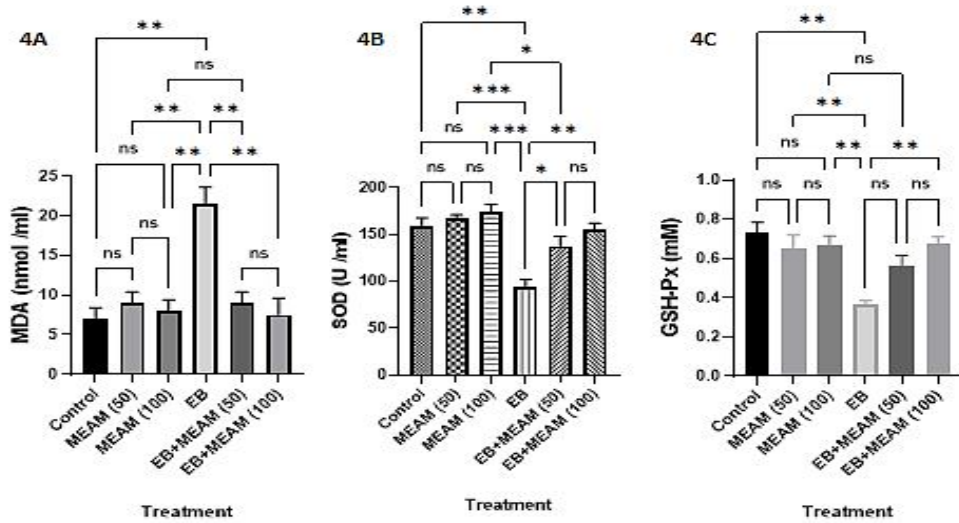 4A
**
ns
** **
ns ** **
ns
ns ns
MDA (nmol /ml)
25
20
15
10
5
0
Control
MEAM (50)
MEAM (100)
EB
EB+MEAM (50)
EB+MEAM (100)
Treatment
4B
**
*
***
ns *** **
ns ns * ns
SOD (U /ml)
200
150
100
50
0
Control
MEAM (50)
MEAM (100)
EB
EB+MEAM (50)
EB+MEAM (100)
Treatment
4C
**
ns
**
ns ** **
ns ns ns ns
GSH-Px (mM)
1.0
0.8
0.6
0.4
0.2
0.0
Control
MEAM (50)
MEAM (100)
EB
EB+MEAM (50)
EB+MEAM (100)
Treatment